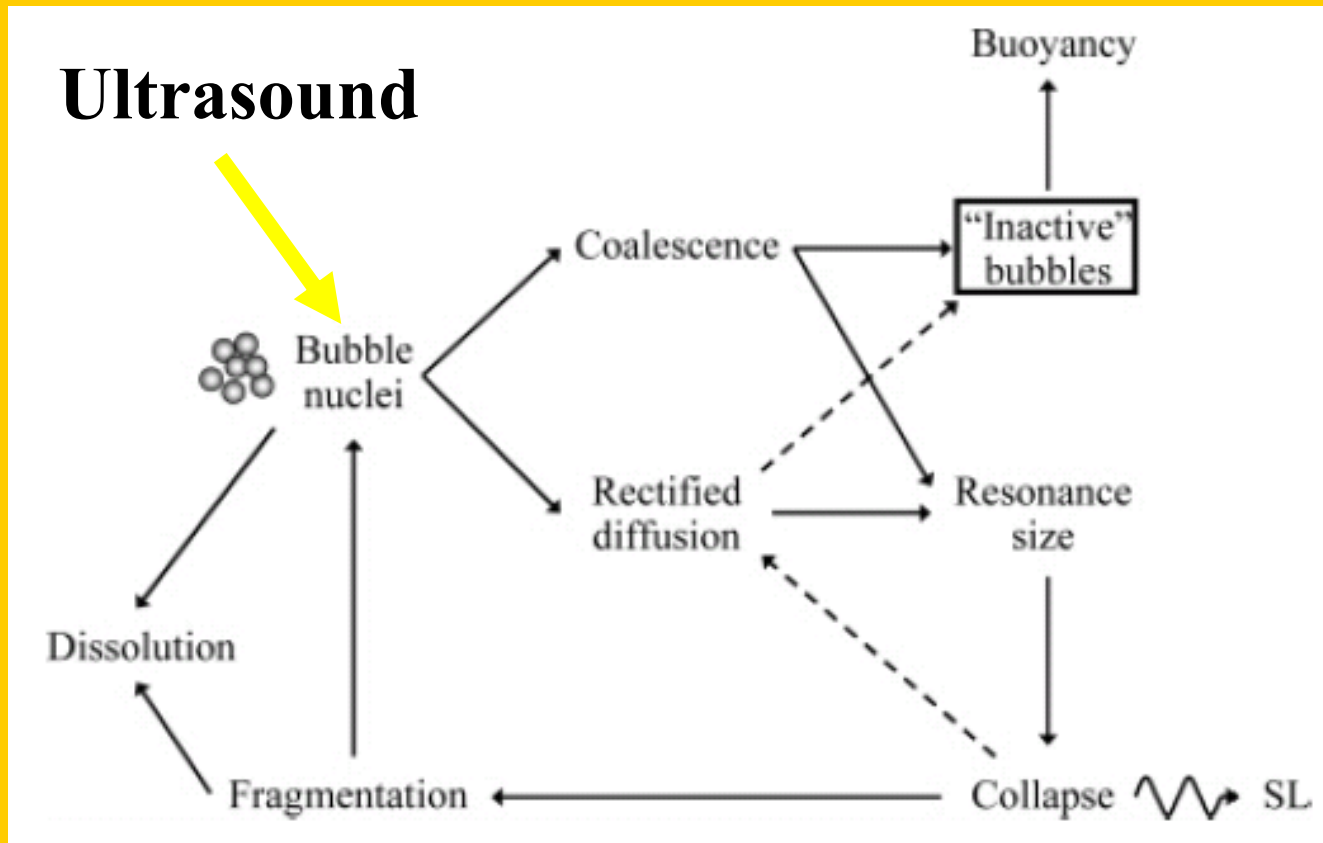 Buoyancy
Ultrasound
Coalescence
“Inactive”
bubbles
Bubble
nuclei
Rectified
diffusion
Resonance
size
Dissolution
Fragmentation
Collapse
SL